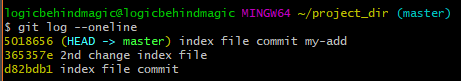 logicbehindmagic@logicbehindmagic MINGW64 ~/project_dir (master)
$ git log --oneline
5018656 (HEAD -> master) index file commit my-add
365357e 2nd change index file
d82bdb1 index file commit